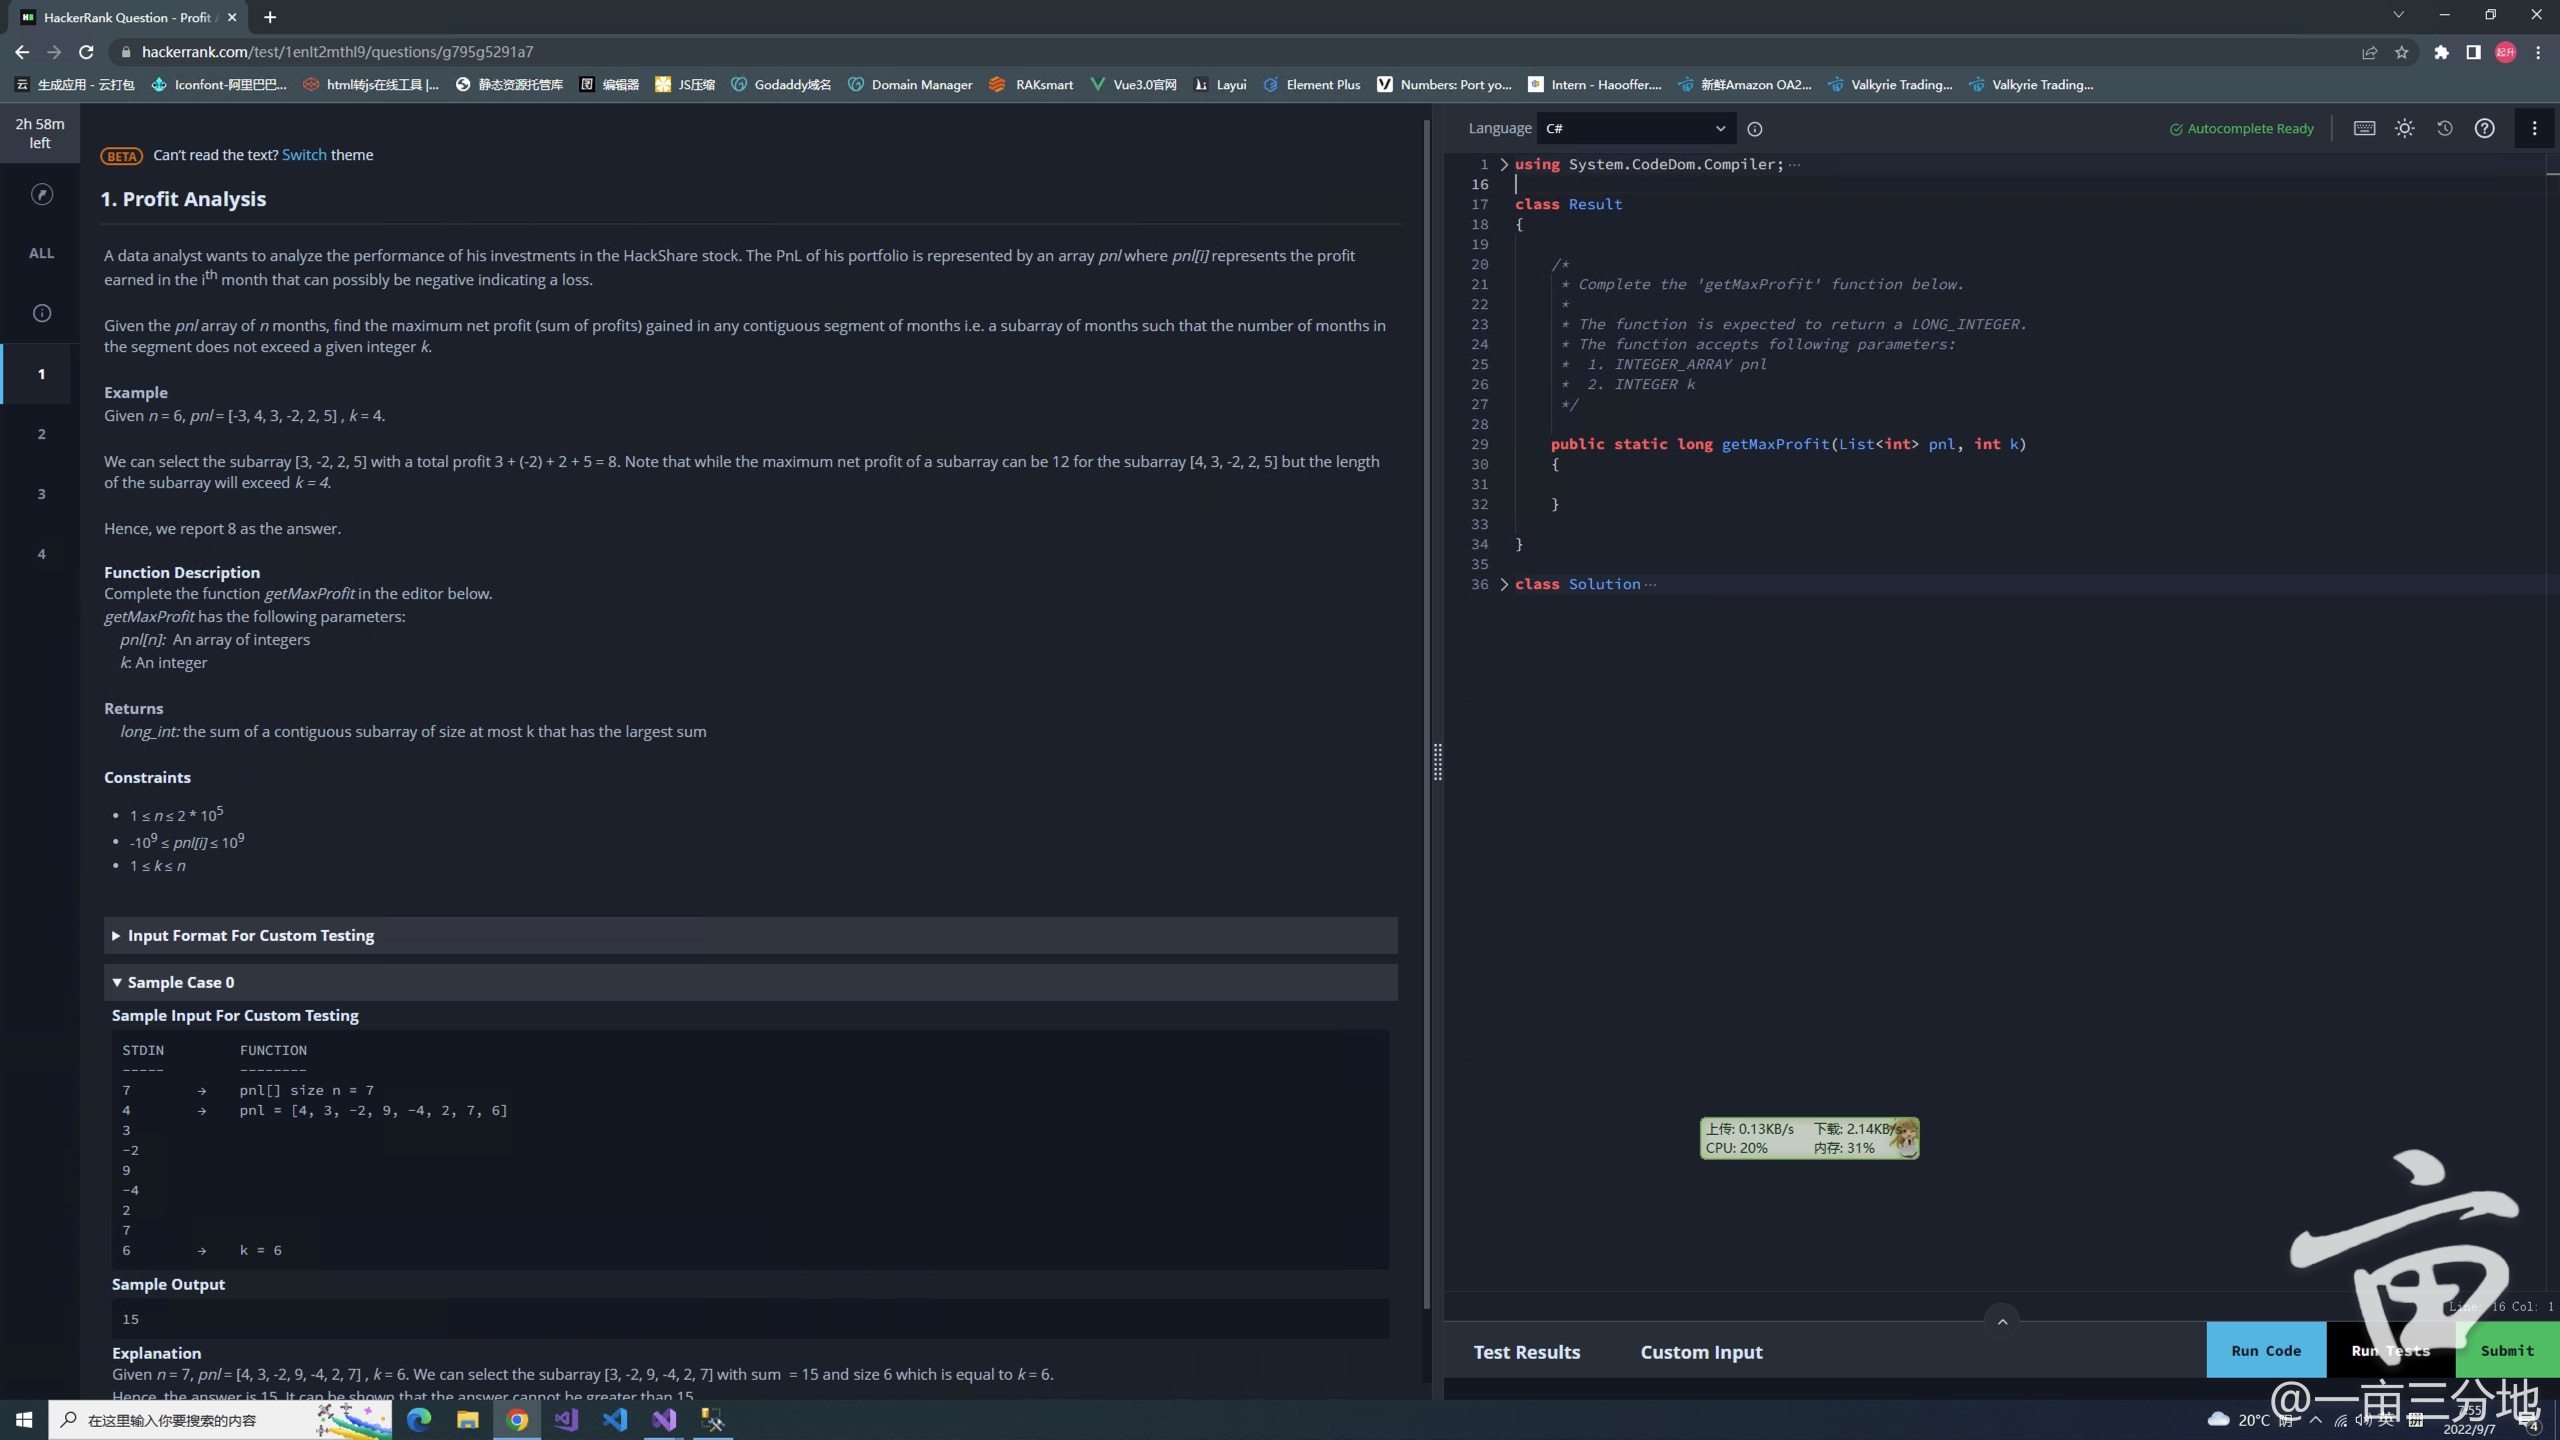 HackerRank Question - Profit A
hackerrank.com/test/1enlt2mthl9/questions/g795g5291a7
生成应用 - 云打包 Iconfont-阿里巴巴... html转js在线工具 |... 静态资源托管库 编辑器 JS压缩 Godaddy域名 Domain Manager RAKsmart Vue3.0官网 Layui Element Plus Numbers: Port yo... Intern - Haooffer.... 新鲜Amazon OA2... Valkyrie Trading... Valkyrie Trading...
2h 58m
left
ALL
1
2
3
4
BETA Can't read the text? Switch theme
1. Profit Analysis
A data analyst wants to analyze the performance of his investments in the HackShare stock. The PnL of his portfolio is represented by an array pnl where pnl[i] represents the profit
earned in the i^th month that can possibly be negative indicating a loss.
Given the pnl array of n months, find the maximum net profit (sum of profits) gained in any contiguous segment of months i.e. a subarray of months such that the number of months in
the segment does not exceed a given integer k.
Example
Given n = 6, pnl = [-3, 4, 3, -2, 2, 5] , k = 4.
We can select the subarray [3, -2, 2, 5] with a total profit 3 + (-2) + 2 + 5 = 8. Note that while the maximum net profit of a subarray can be 12 for the subarray [4, 3, -2, 2, 5] but the length
of the subarray will exceed k = 4.
Hence, we report 8 as the answer.
Function Description
Complete the function getMaxProfit in the editor below.
getMaxProfit has the following parameters:
pnl[n]: An array of integers
k: An integer
Returns
long_int: the sum of a contiguous subarray of size at most k that has the largest sum
Constraints
• 1 ≤ n ≤ 2 * 10^5
• -10^9 ≤ pnl[i] ≤ 10^9
• 1 ≤ k ≤ n
Input Format For Custom Testing
Sample Case 0
Sample Input For Custom Testing
STDIN FUNCTION
----- --------
7 → pnl[] size n = 7
4 → pnl = [4, 3, -2, 9, -4, 2, 7, 6]
3
-2
9
-4
2
7
6 → k = 6
Sample Output
15
Explanation
Given n = 7, pnl = [4, 3, -2, 9, -4, 2, 7] , k = 6. We can select the subarray [3, -2, 9, -4, 2, 7] with sum = 15 and size 6 which is equal to k = 6.
Hence, the answer is 15. It can be shown that the answer cannot be greater than 15
Language C# Autocomplete Ready
1 using System.CodeDom.Compiler; ...
16
17 class Result
18 {
19
20 /*
21 * Complete the 'getMaxProfit' function below.
22 *
23 * The function is expected to return a LONG_INTEGER.
24 * The function accepts following parameters:
25 * 1. INTEGER_ARRAY pnl
26 * 2. INTEGER k
27 */
28
29 public static long getMaxProfit(List<int> pnl, int k)
30 {
31
32 }
33
34 }
35
36 class Solution ...
上传: 0.13KB/s 下载: 2.14KB/s
CPU: 20% 内存: 31%
亩
Line: 16 Col: 1
Test Results Custom Input Run Code Run Tests Submit
@一亩三分地
在这里输入你要搜索的内容
20°C 阴 英
7:55
2022/9/7
4